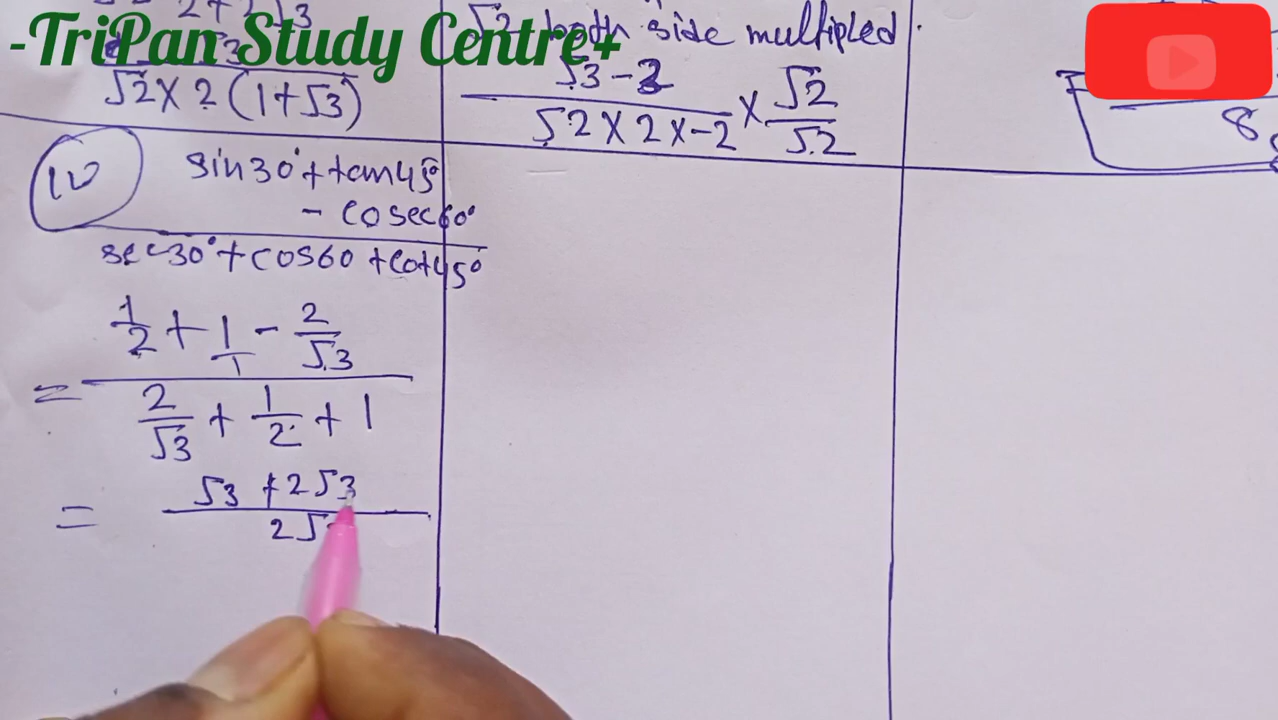 -TriPan Study Centre+
√2 both side multipled.
√2 × 2 (1+√3)
√3 - 2
√2 × 2 × -2
× √2
√2
8
iv
sin30° + tan45°
- cosec60°
sec30° + cos60 + cot45°
1/2 + 1/1 - 2/√3
=
2/√3 + 1/2 + 1
√3 + 2√3
=
2√